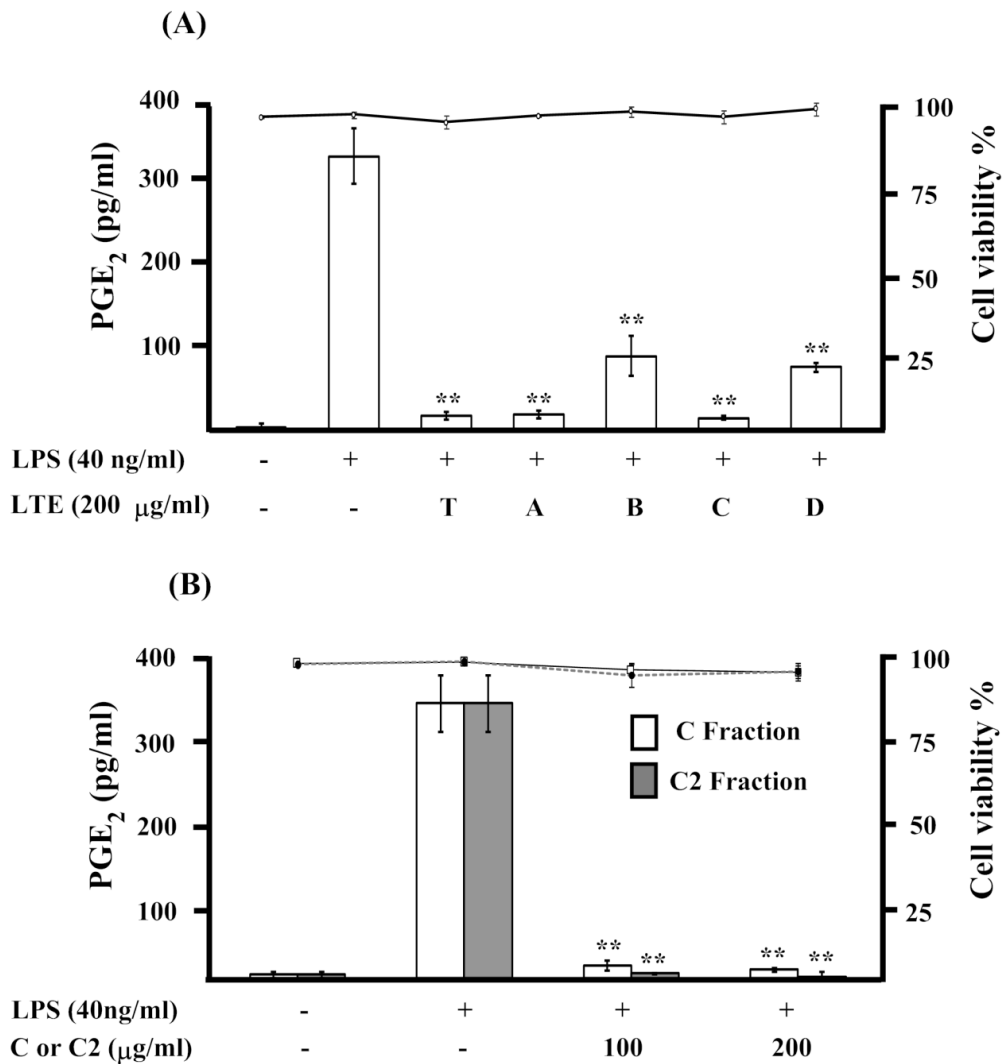 (A)
400
300
200
100
PGE2 (pg/ml)
100
75
50
25
Cell viability %
** ** ** ** **
LPS (40 ng/ml) - + + + + + +
LTE (200 μg/ml) - - T A B C D
(B)
400
300
200
100
PGE2 (pg/ml)
100
75
50
25
Cell viability %
C Fraction
C2 Fraction
** ** ** **
LPS (40ng/ml) - + + +
C or C2 (μg/ml) - - 100 200